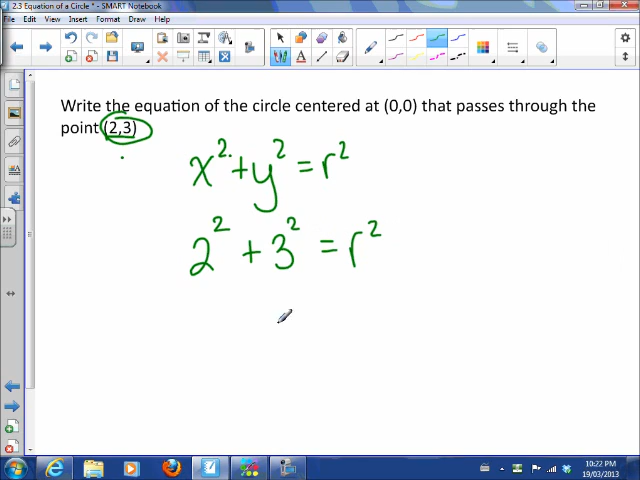 2.3 Equation of a Circle * - SMART Notebook
File Edit View Insert Format Draw Help
Write the equation of the circle centered at (0,0) that passes through the
point (2,3)
x² + y² = r²
2² + 3² = r²
10:22 PM
19/03/2013